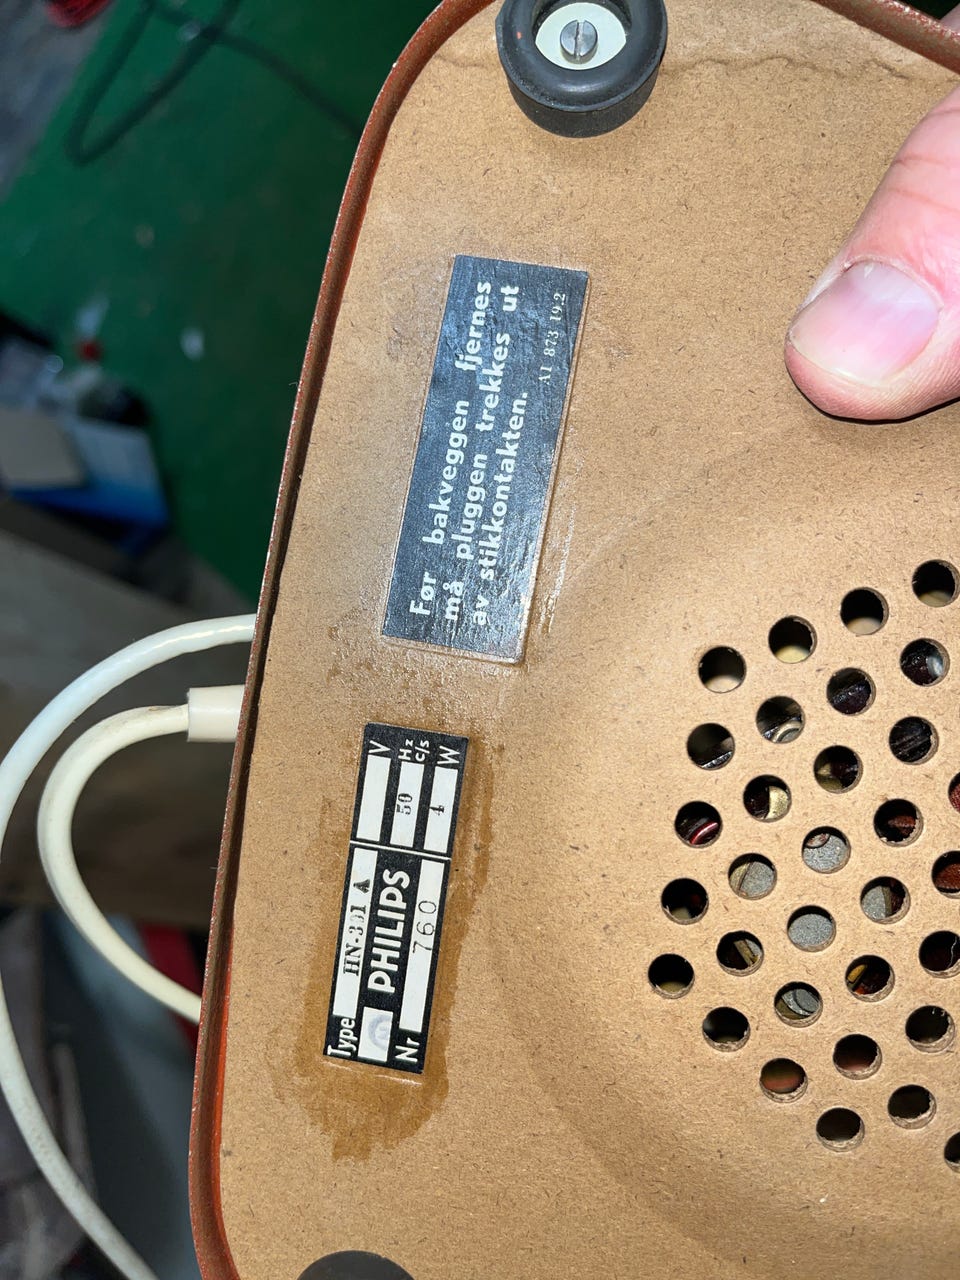 Før bakveggen fjernes
må pluggen trekkes ut
av stikkontakten.
A1 873 19.2
V
50 Hz c/s
4 W
Type HN-301 A
PHILIPS
Nr 760